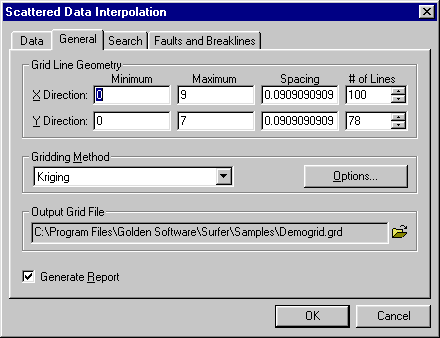 Scattered Data Interpolation
Data General Search Faults and Breaklines
Grid Line Geometry
Minimum Maximum Spacing # of Lines
X Direction: 0 9 0.0909090909 100
Y Direction: 0 7 0.0909090909 78
Gridding Method
Kriging Options...
Output Grid File
C:\Program Files\Golden Software\Surfer\Samples\Demogrid.grd
Generate Report
OK Cancel